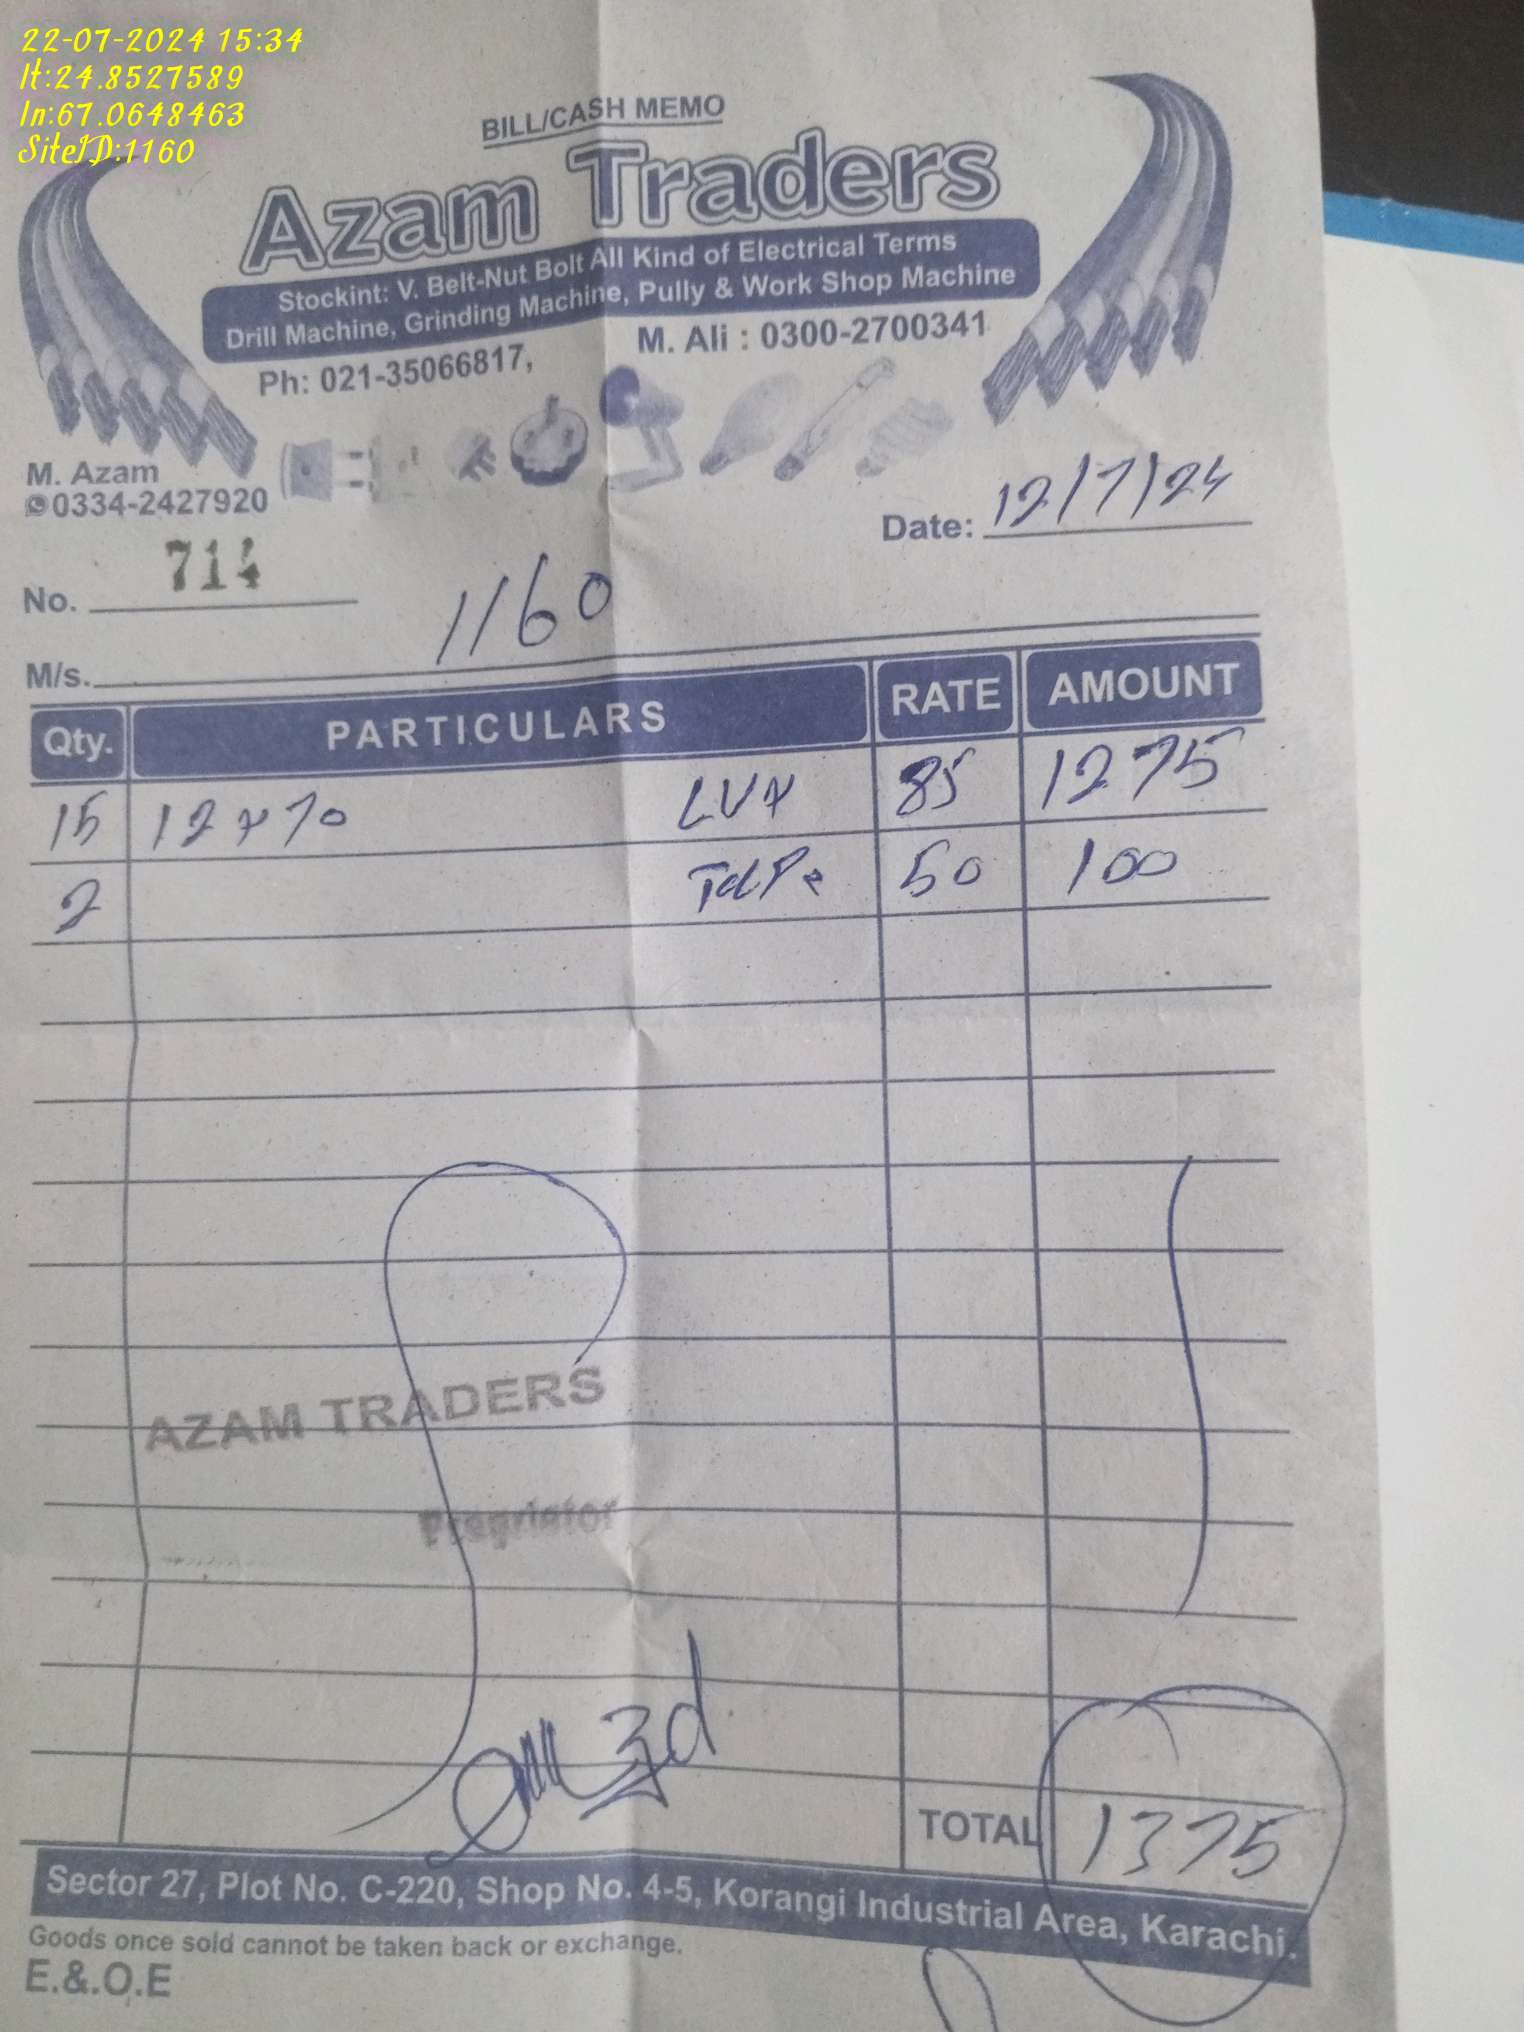 22-07-2024 15:34
lt:24.8527589
ln:67.0648463
SiteID:1160
BILL/CASH MEMO
Azam Traders
Stockint: V. Belt-Nut Bolt All Kind of Electrical Terms
Drill Machine, Grinding Machine, Pully & Work Shop Machine
Ph: 021-35066817, M. Ali : 0300-2700341
M. Azam
0334-2427920
Date: 12/7/24
No. 714
1160
M/s.
Qty. PARTICULARS RATE AMOUNT
15 12 x 70 85 1275
2 50 100
AZAM TRADERS
Proprietor
TOTAL 1375
Sector 27, Plot No. C-220, Shop No. 4-5, Korangi Industrial Area, Karachi.
Goods once sold cannot be taken back or exchange.
E.&.O.E